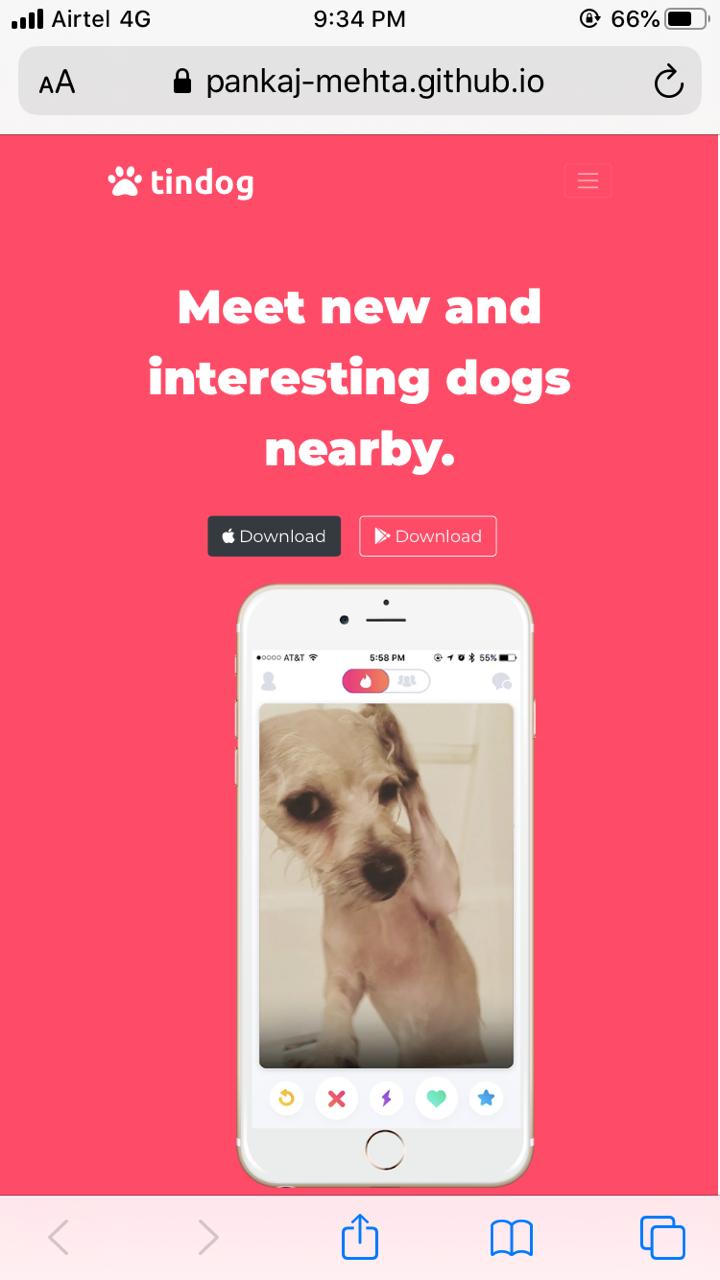 Airtel 4G 9:34 PM 66%
AA pankaj-mehta.github.io
tindog
Meet new and
interesting dogs
nearby.
Download Download
AT&T 5:58 PM 55%